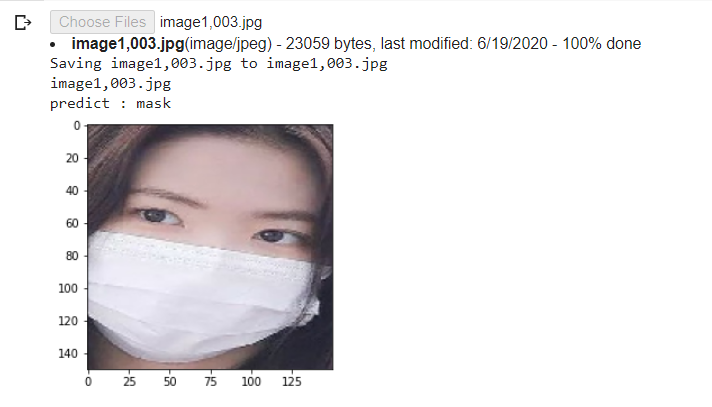 Choose Files image1,003.jpg
image1,003.jpg(image/jpeg) - 23059 bytes, last modified: 6/19/2020 - 100% done
Saving image1,003.jpg to image1,003.jpg
image1,003.jpg
predict : mask
0
20
40
60
80
100
120
140
0 25 50 75 100 125